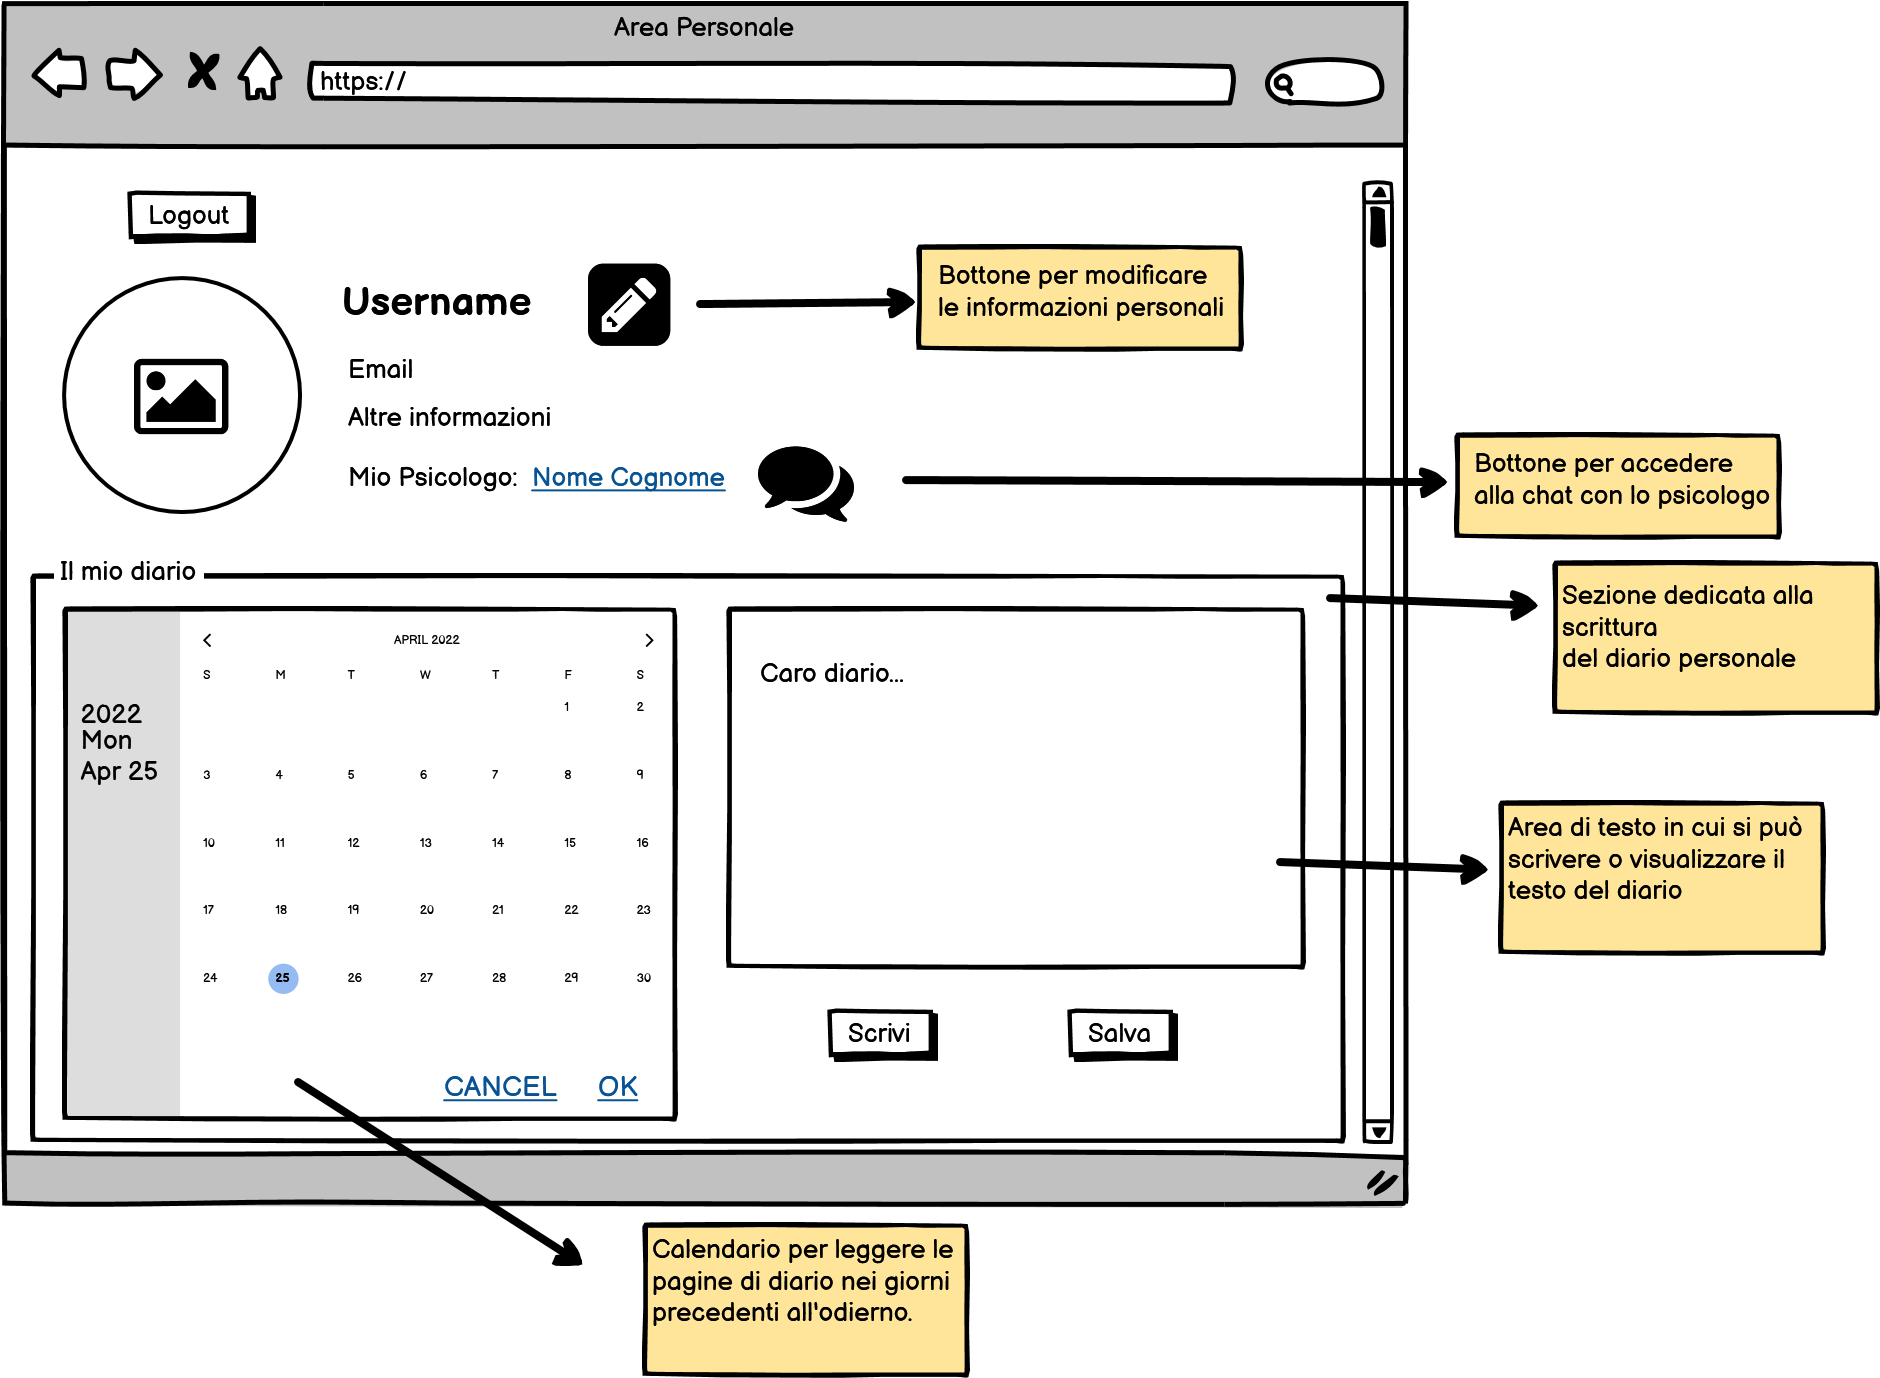 Area Personale
https://
Logout
Username
Bottone per modificare
le informazioni personali
Email
Altre informazioni
Mio Psicologo: Nome Cognome
Bottone per accedere
alla chat con lo psicologo
Il mio diario
Sezione dedicata alla
scrittura
del diario personale
2022
Mon
Apr 25
APRIL 2022
S M T W T F S
1 2
3 4 5 6 7 8 9
10 11 12 13 14 15 16
17 18 19 20 21 22 23
24 25 26 27 28 29 30
CANCEL OK
Caro diario...
Area di testo in cui si può
scrivere o visualizzare il
testo del diario
Scrivi Salva
Calendario per leggere le
pagine di diario nei giorni
precedenti all'odierno.